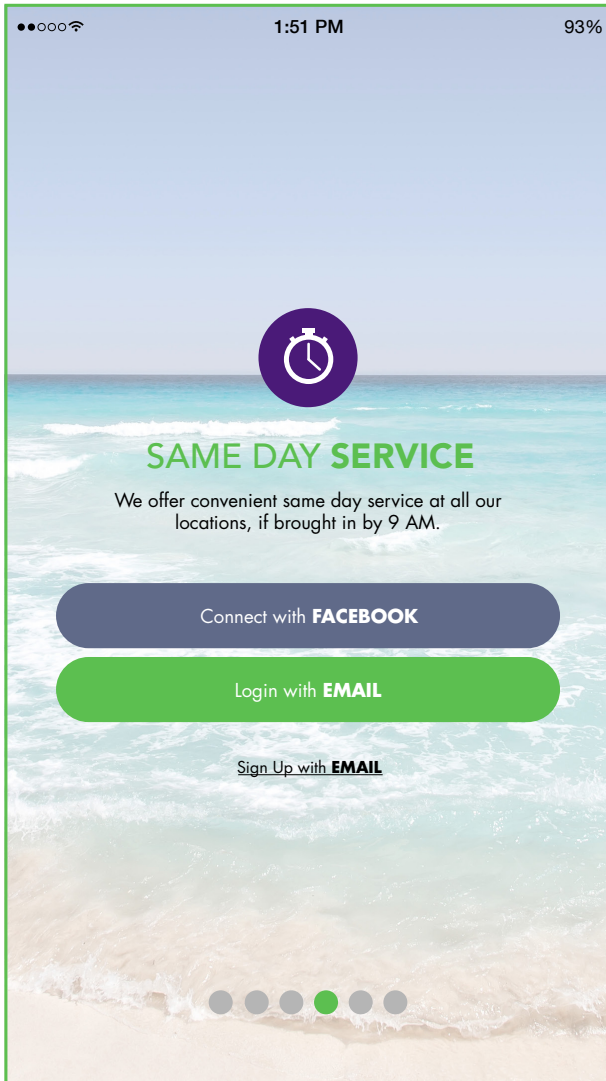 1:51 PM 93%
SAME DAY SERVICE
We offer convenient same day service at all our
locations, if brought in by 9 AM.
Connect with FACEBOOK
Login with EMAIL
Sign Up with EMAIL